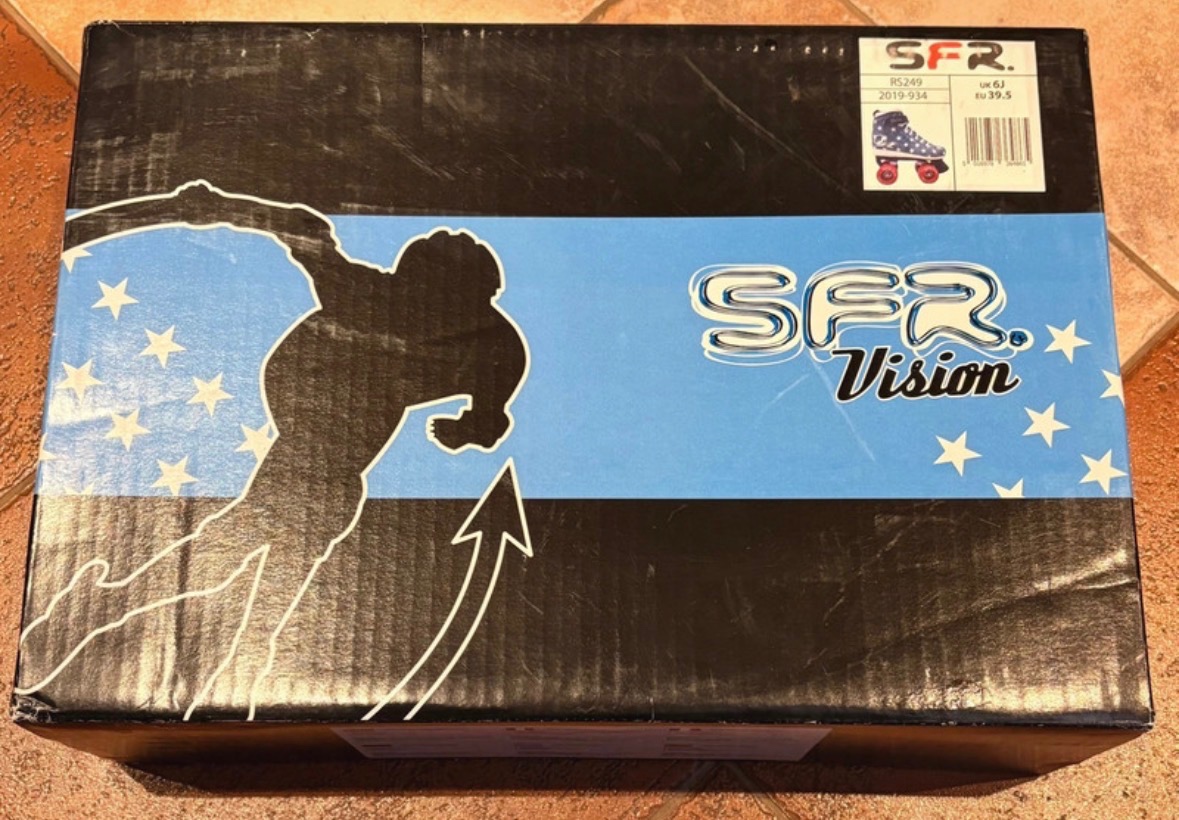 SFR.
RS249
2019-934
UK 6J
EU 39.5
SFR.
Vision